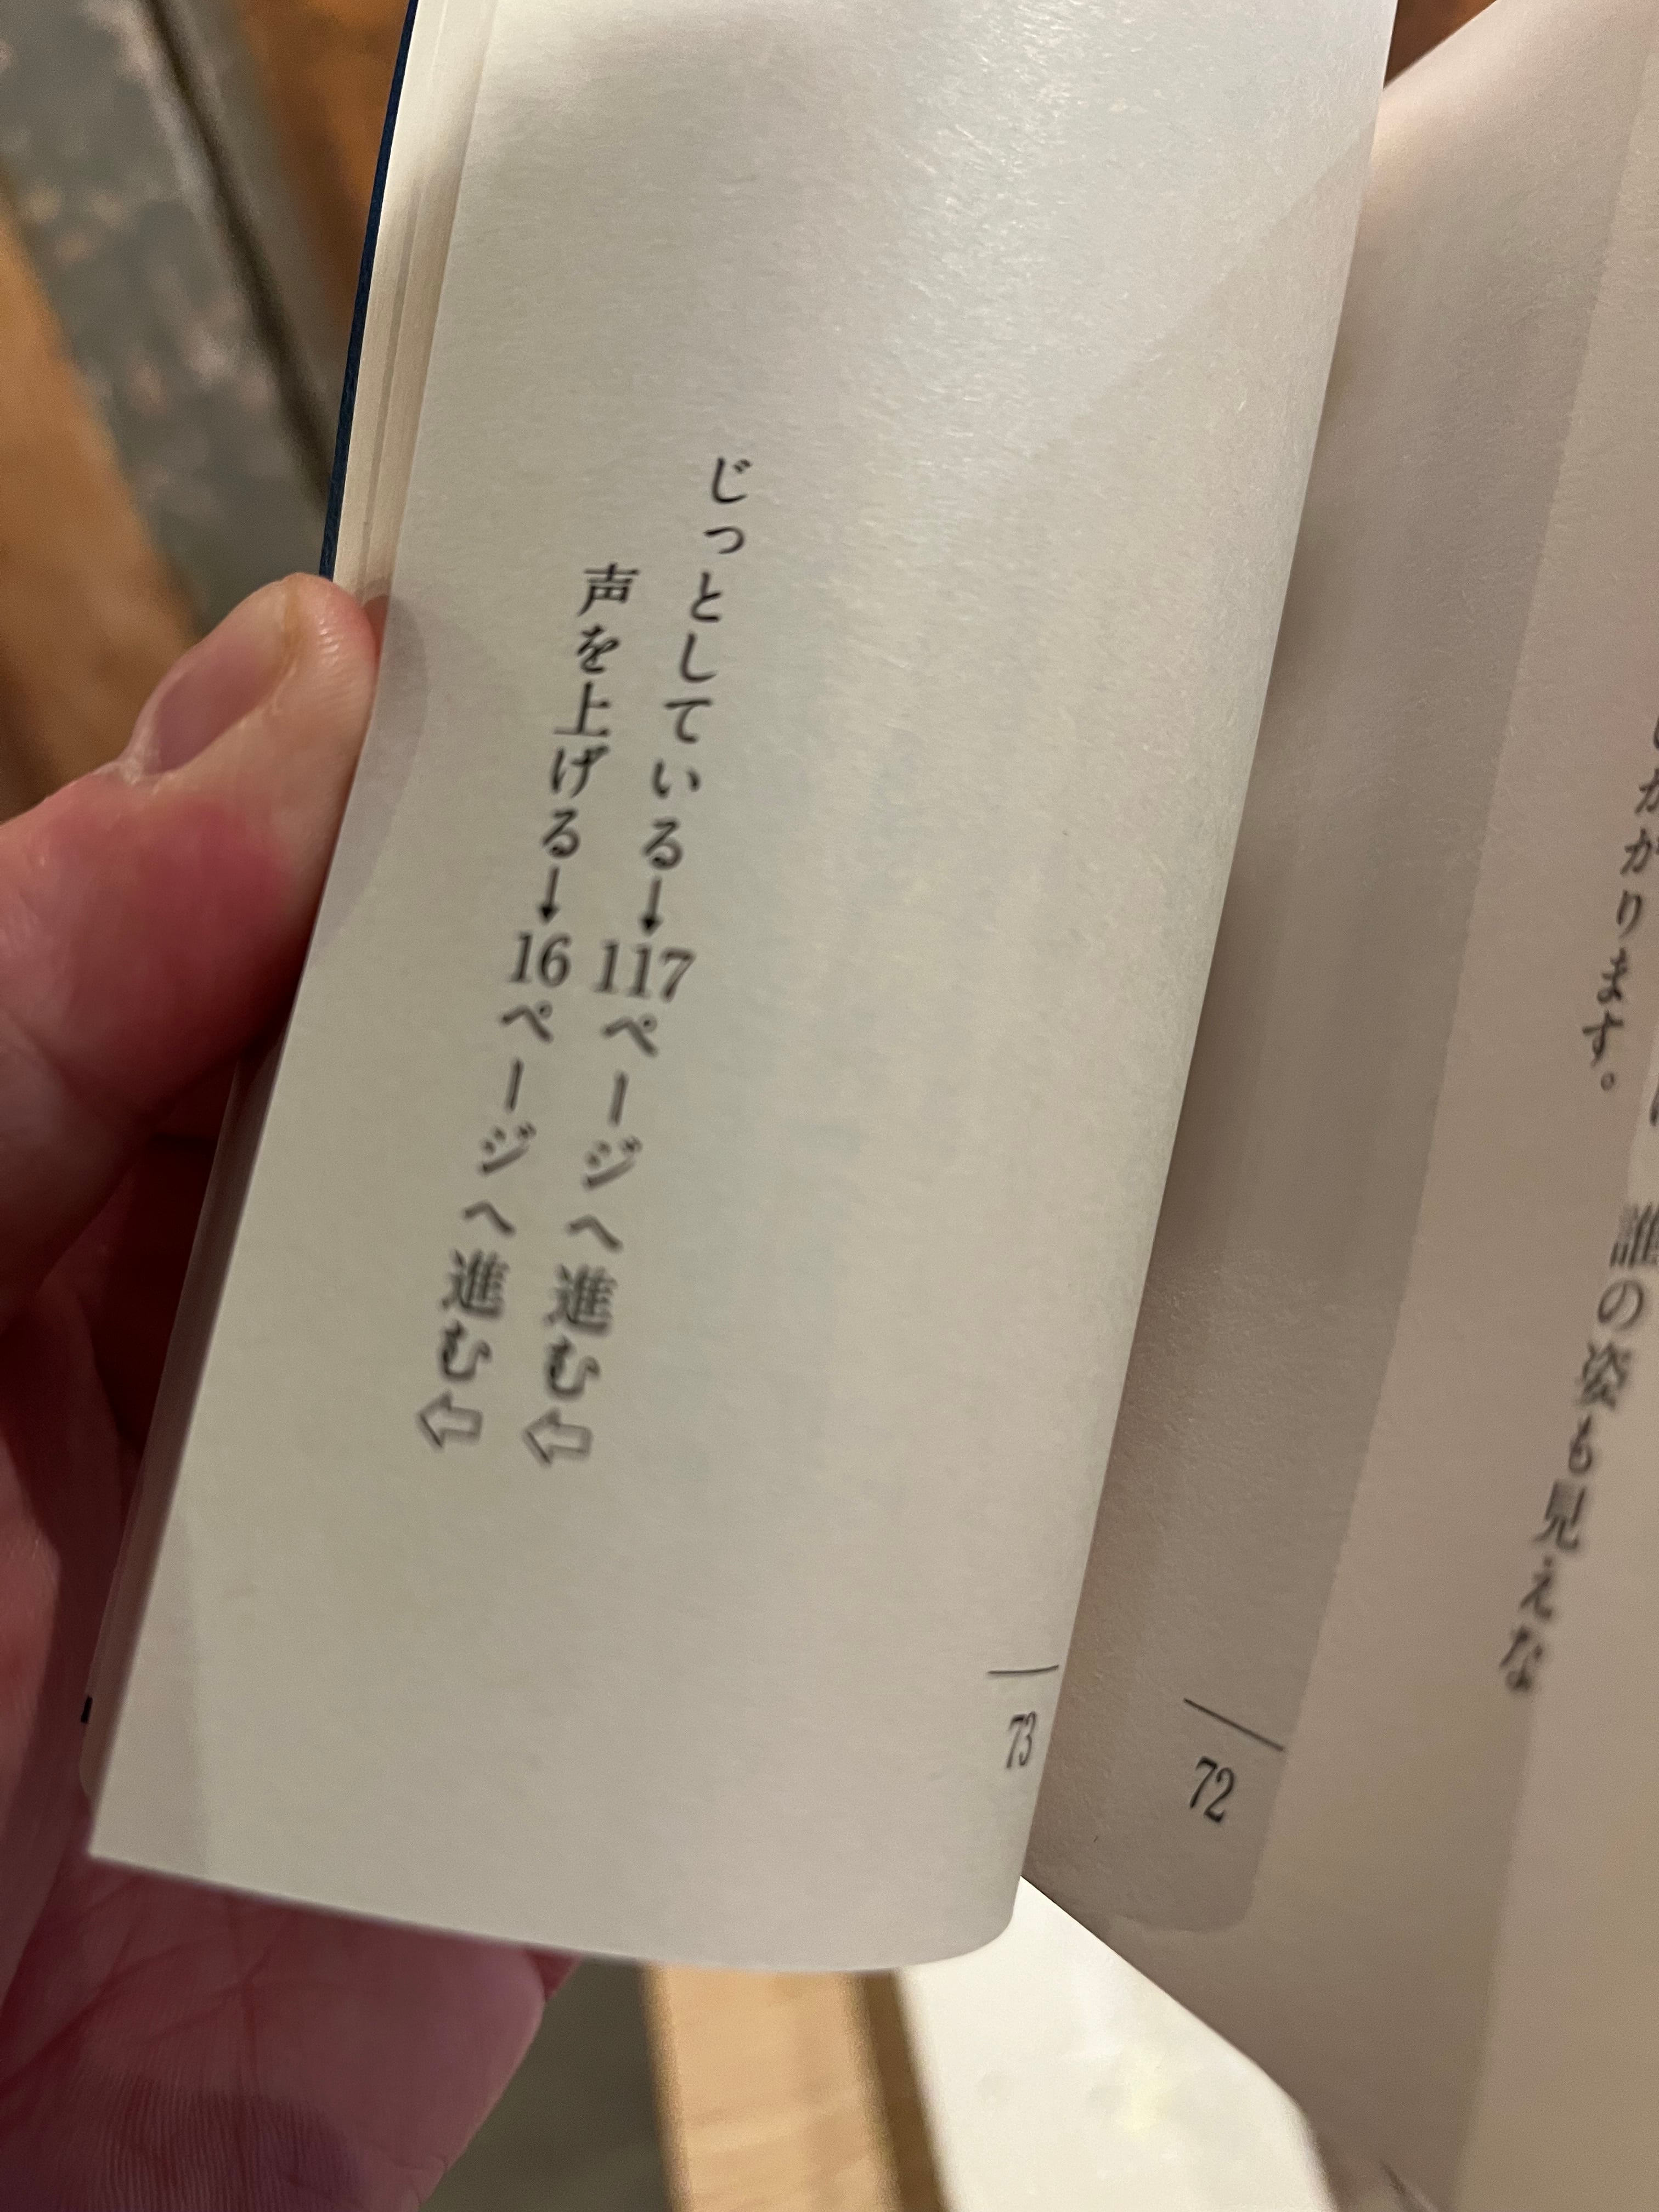 かがります。
誰の姿も見えな
72
じっとしている→117ページへ進む⇦
声を上げる→16ページへ進む⇦
73